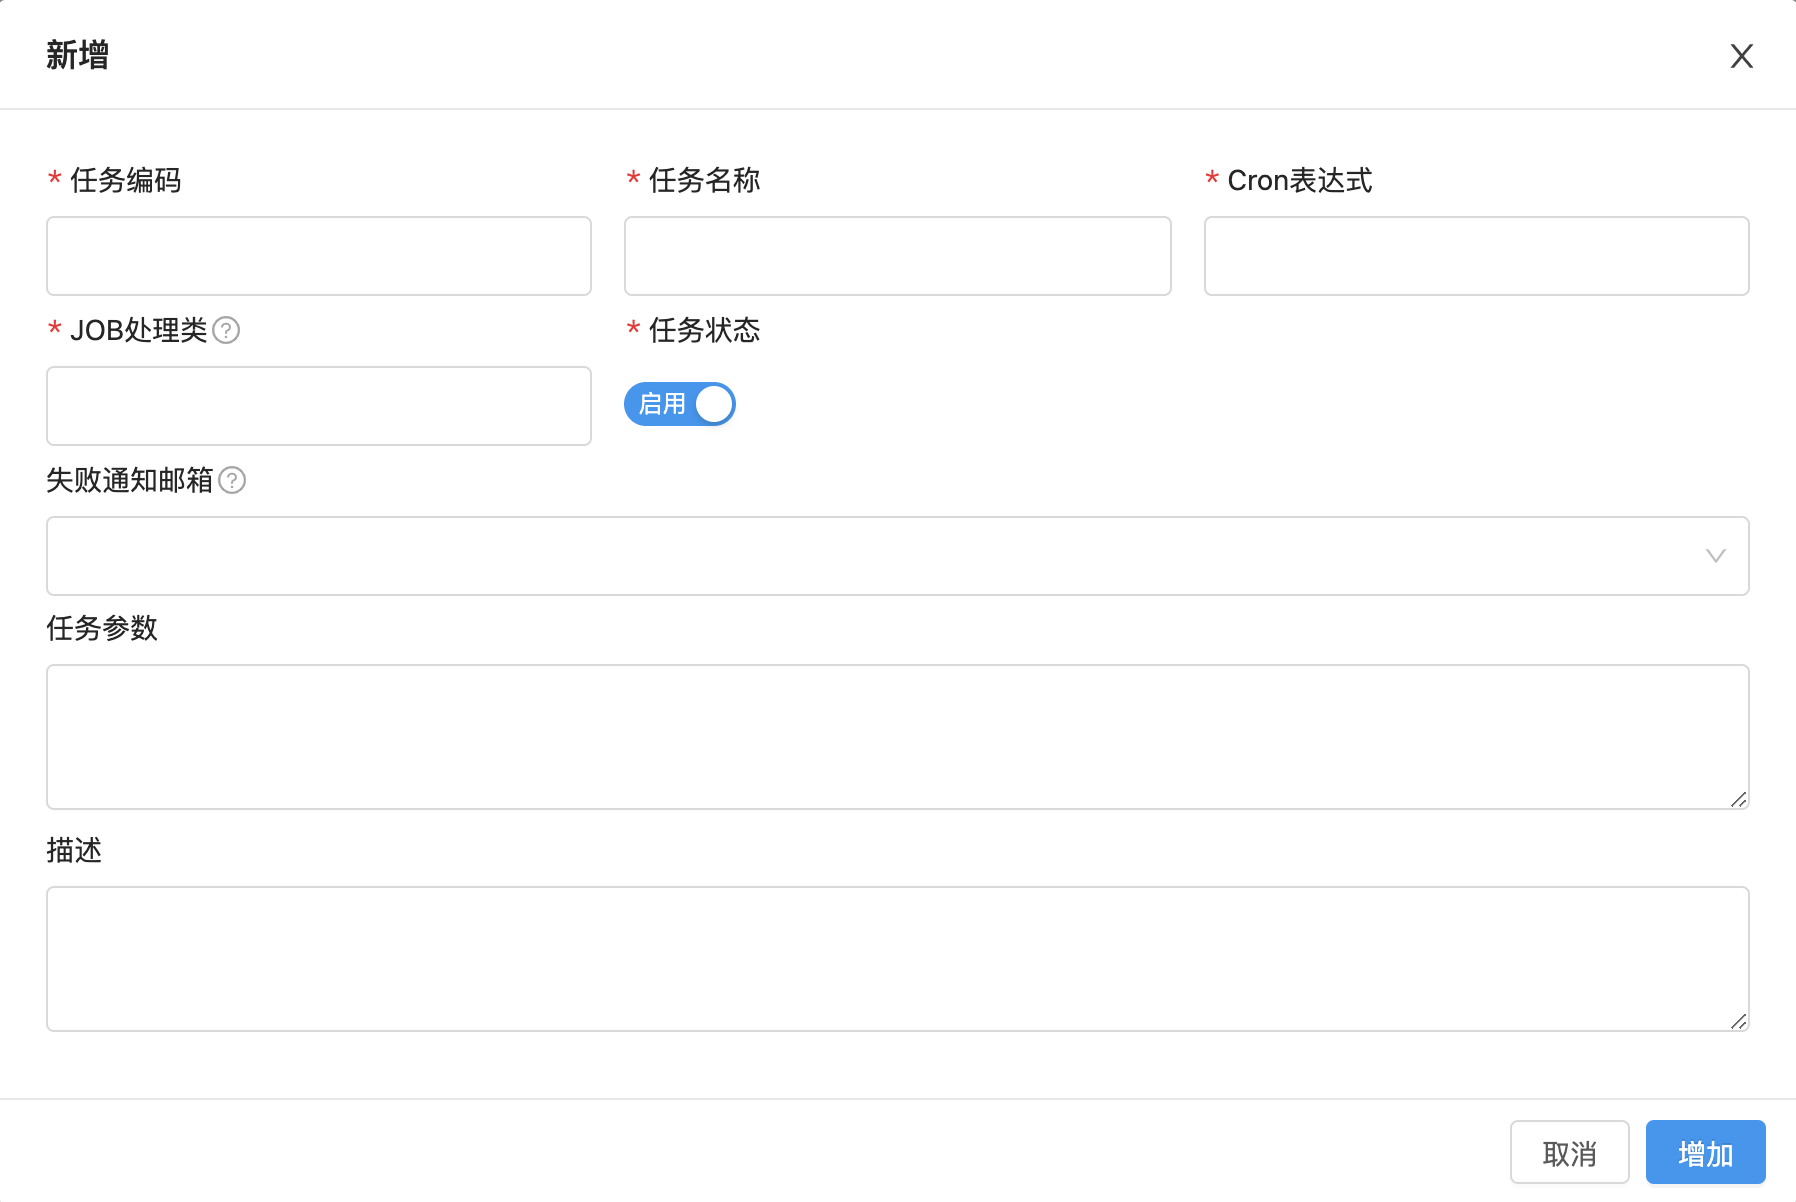 新增
* 任务编码
* 任务名称
* Cron表达式
* JOB处理类?
* 任务状态
启用
失败通知邮箱?
任务参数
描述
取消
增加